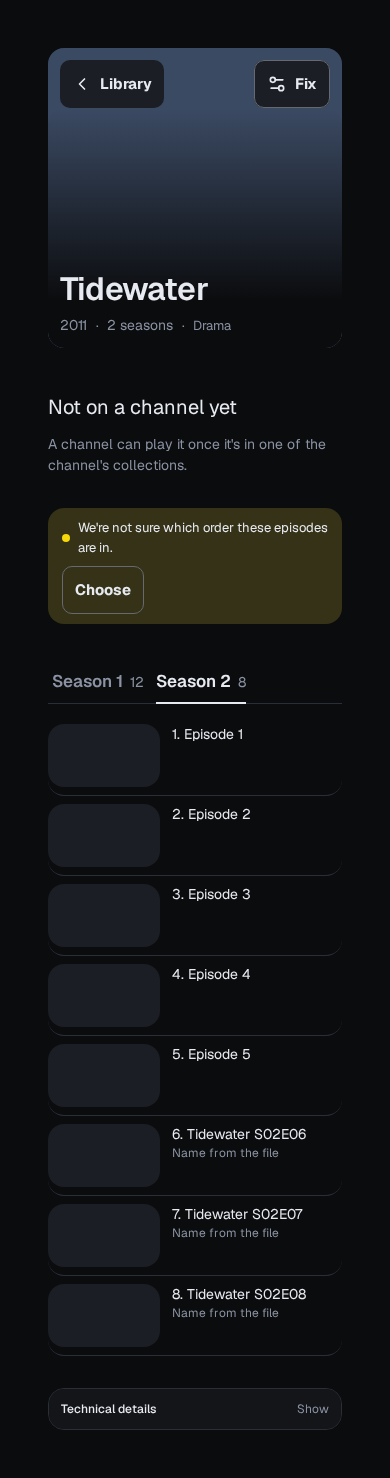 Library
Fix
Tidewater
2011 · 2 seasons · Drama
Not on a channel yet
A channel can play it once it's in one of the
channel's collections.
We're not sure which order these episodes
are in.
Choose
Season 1 12 Season 2 8
1. Episode 1
2. Episode 2
3. Episode 3
4. Episode 4
5. Episode 5
6. Tidewater S02E06
Name from the file
7. Tidewater S02E07
Name from the file
8. Tidewater S02E08
Name from the file
Technical details Show